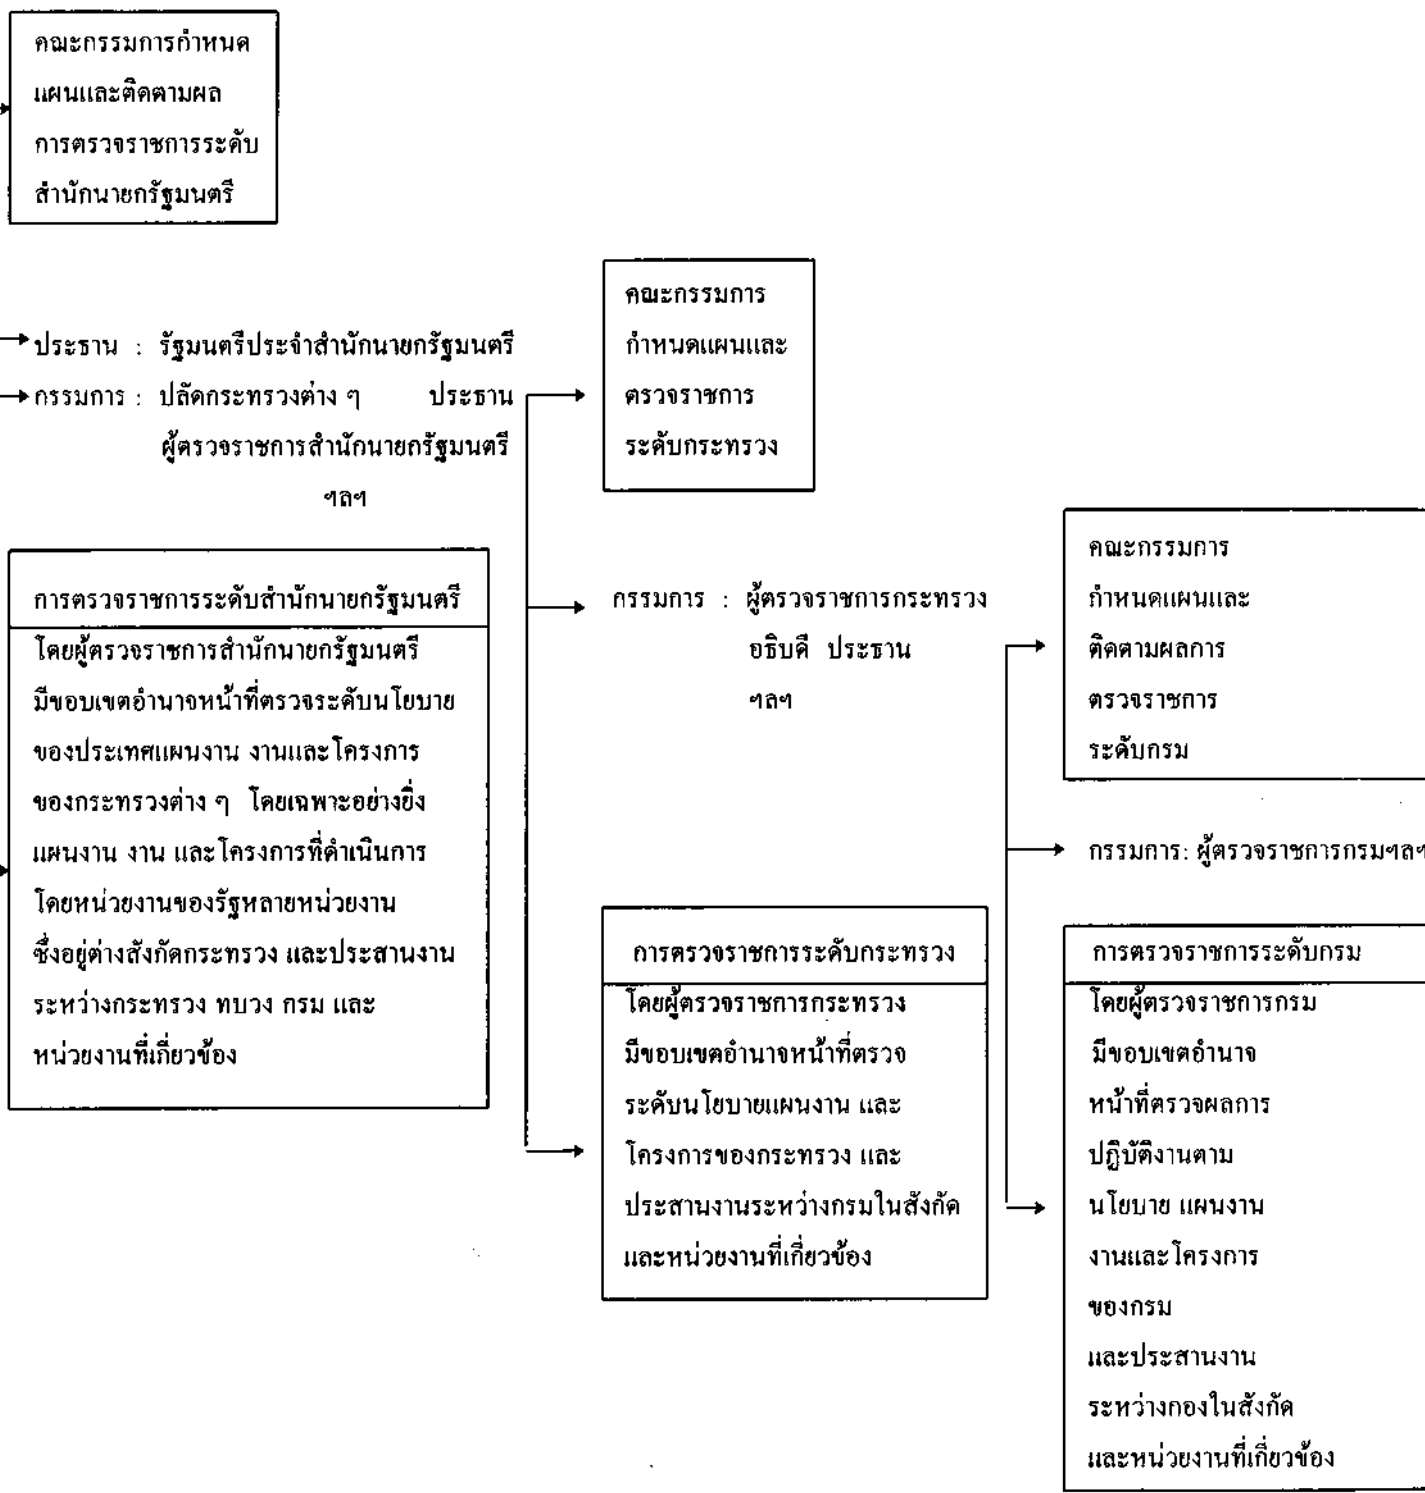 คณะกรรมการกำหนด
แผนและติดตามผล
การตรวจราชการระดับ
สำนักนายกรัฐมนตรี
ประธาน : รัฐมนตรีประจำสำนักนายกรัฐมนตรี
กรรมการ : ปลัดกระทรวงต่าง ๆ ประธาน
ผู้ตรวจราชการสำนักนายกรัฐมนตรี
ฯลฯ
การตรวจราชการระดับสำนักนายกรัฐมนตรี
โดยผู้ตรวจราชการสำนักนายกรัฐมนตรี
มีขอบเขตอำนาจหน้าที่ตรวจระดับนโยบาย
ของประเทศแผนงาน งานและโครงการ
ของกระทรวงต่าง ๆ โดยเฉพาะอย่างยิ่ง
แผนงาน งาน และโครงการที่ดำเนินการ
โดยหน่วยงานของรัฐหลายหน่วยงาน
ซึ่งอยู่ต่างสังกัดกระทรวง และประสานงาน
ระหว่างกระทรวง ทบวง กรม และ
หน่วยงานที่เกี่ยวข้อง
คณะกรรมการ
กำหนดแผนและ
ตรวจราชการ
ระดับกระทรวง
กรรมการ : ผู้ตรวจราชการกระทรวง
อธิบดี ประธาน
ฯลฯ
การตรวจราชการระดับกระทรวง
โดยผู้ตรวจราชการกระทรวง
มีขอบเขตอำนาจหน้าที่ตรวจ
ระดับนโยบายแผนงาน และ
โครงการของกระทรวง และ
ประสานงานระหว่างกรมในสังกัด
และหน่วยงานที่เกี่ยวข้อง
คณะกรรมการ
กำหนดแผนและ
ติดตามผลการ
ตรวจราชการ
ระดับกรม
กรรมการ: ผู้ตรวจราชการกรมฯลฯ
การตรวจราชการระดับกรม
โดยผู้ตรวจราชการกรม
มีขอบเขตอำนาจ
หน้าที่ตรวจผลการ
ปฏิบัติงานตาม
นโยบาย แผนงาน
งานและโครงการ
ของกรม
และประสานงาน
ระหว่างกองในสังกัด
และหน่วยงานที่เกี่ยวข้อง